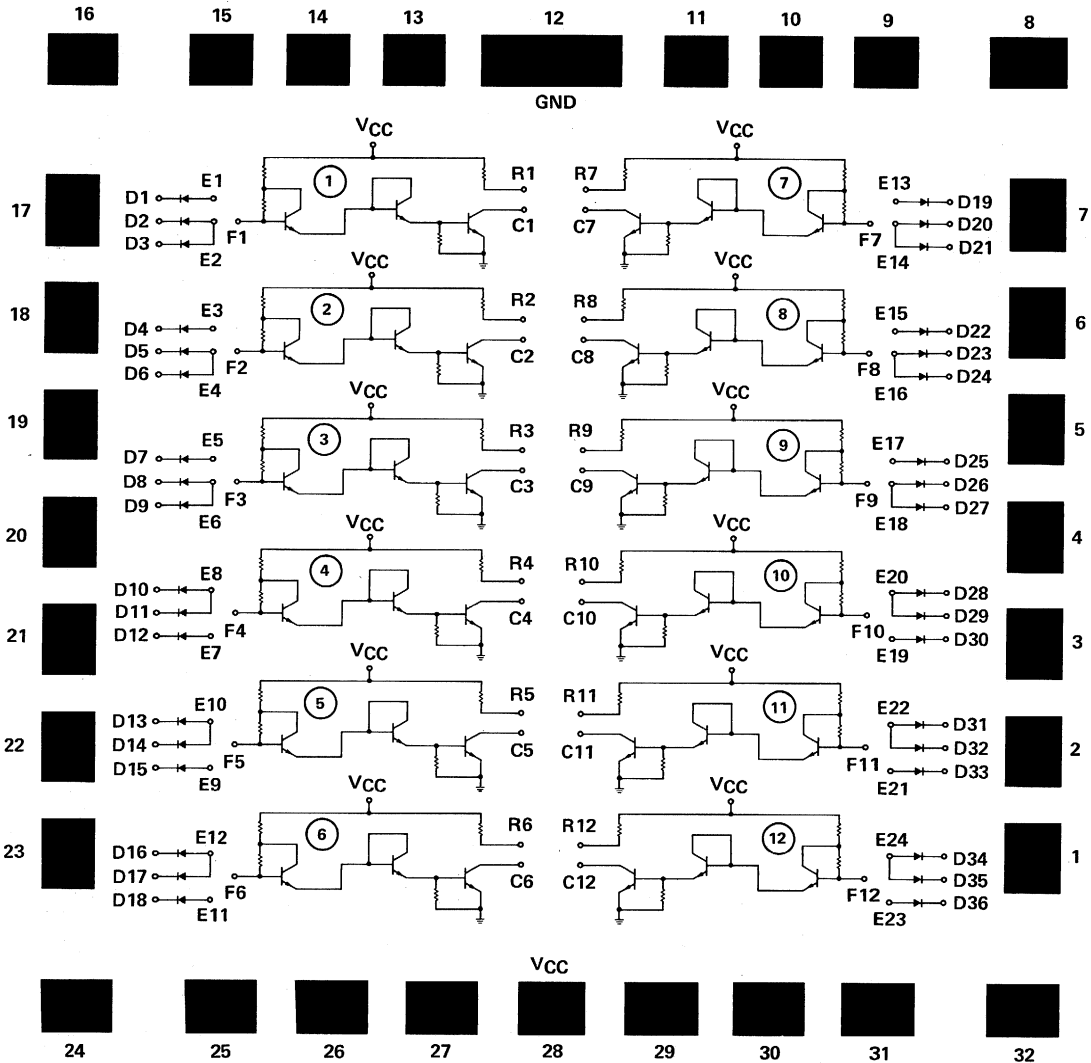 16 15 14 13 12 11 10 9 8
GND
VCC VCC
1 7
R1 R7
E1 E13
D1 D19
17 D2 F1 C1 C7 F7 D20 7
D3 D21
E2 E14
VCC VCC
2 8
R2 R8
18 E3 E15 6
D4 D22
D5 F2 C2 C8 F8 D23
D6 D24
E4 E16
VCC VCC
19 3 9 5
R3 R9
E5 E17
D7 D25
D8 F3 C3 C9 F9 D26
D9 D27
E6 E18
20 VCC VCC 4
4 10
R4 R10
E8 E20
D10 D28
D11 F4 C4 C10 F10 D29
21 D12 D30 3
E7 E19
VCC VCC
5 11
R5 R11
E10 E22
D13 D31
22 D14 F5 C5 C11 F11 D32 2
D15 D33
E9 E21
VCC VCC
6 12
R6 R12
E12 E24
23 D16 D34 1
D17 F6 C6 C12 F12 D35
D18 D36
E11 E23
VCC
24 25 26 27 28 29 30 31 32